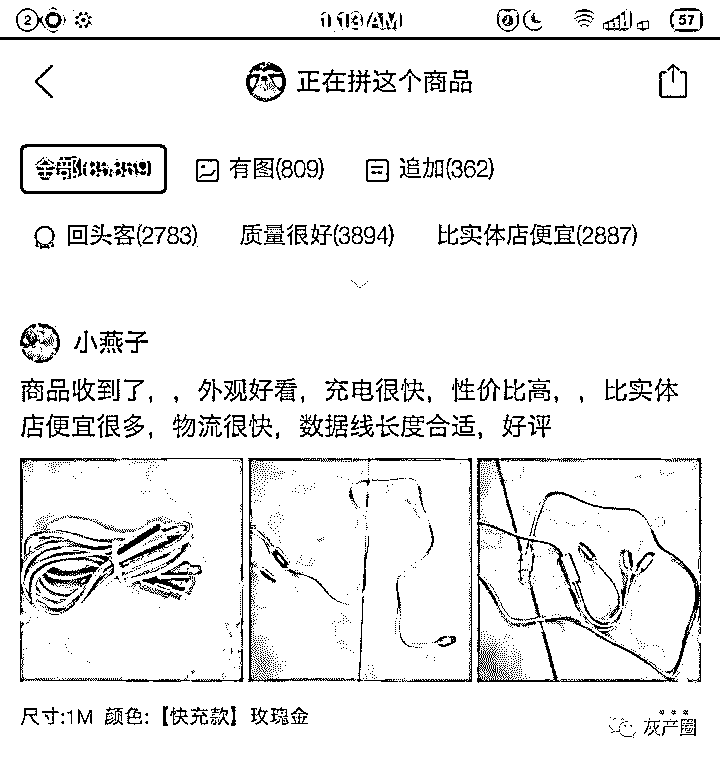 1:13 AM
57
正在拼这个商品
全部
有图(809)
追加(362)
回头客(2783)
质量很好(3894)
比实体店便宜(2887)
小燕子
商品收到了，，外观好看，充电很快，性价比高，，比实体
店便宜很多，物流很快，数据线长度合适，好评
尺寸:1M 颜色:【快充款】玫瑰金
灰产圈